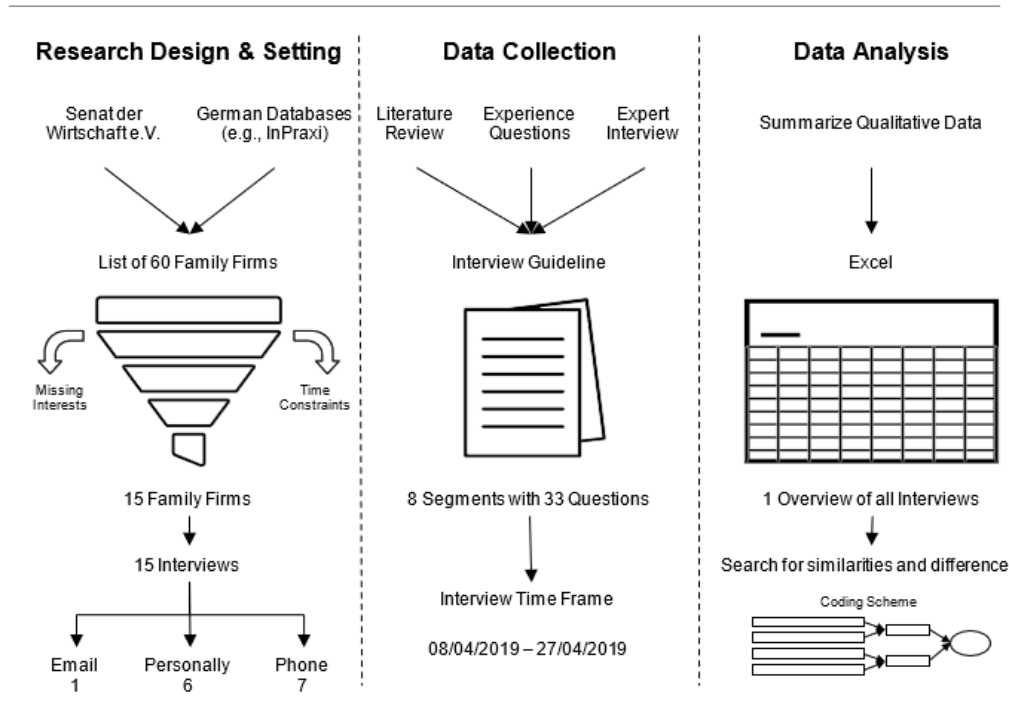 Research Design & Setting
Senat der
Wirtschaft e.V.
German Databases
(e.g., InPraxi)
List of 60 Family Firms
Missing
Interests
Time
Constraints
15 Family Firms
15 Interviews
Email
1
Personally
6
Phone
7
Data Collection
Literature
Review
Experience
Questions
Expert
Interview
Interview Guideline
8 Segments with 33 Questions
Interview Time Frame
08/04/2019 – 27/04/2019
Data Analysis
Summarize Qualitative Data
Excel
1 Overview of all Interviews
Search for similarities and difference
Coding Scheme